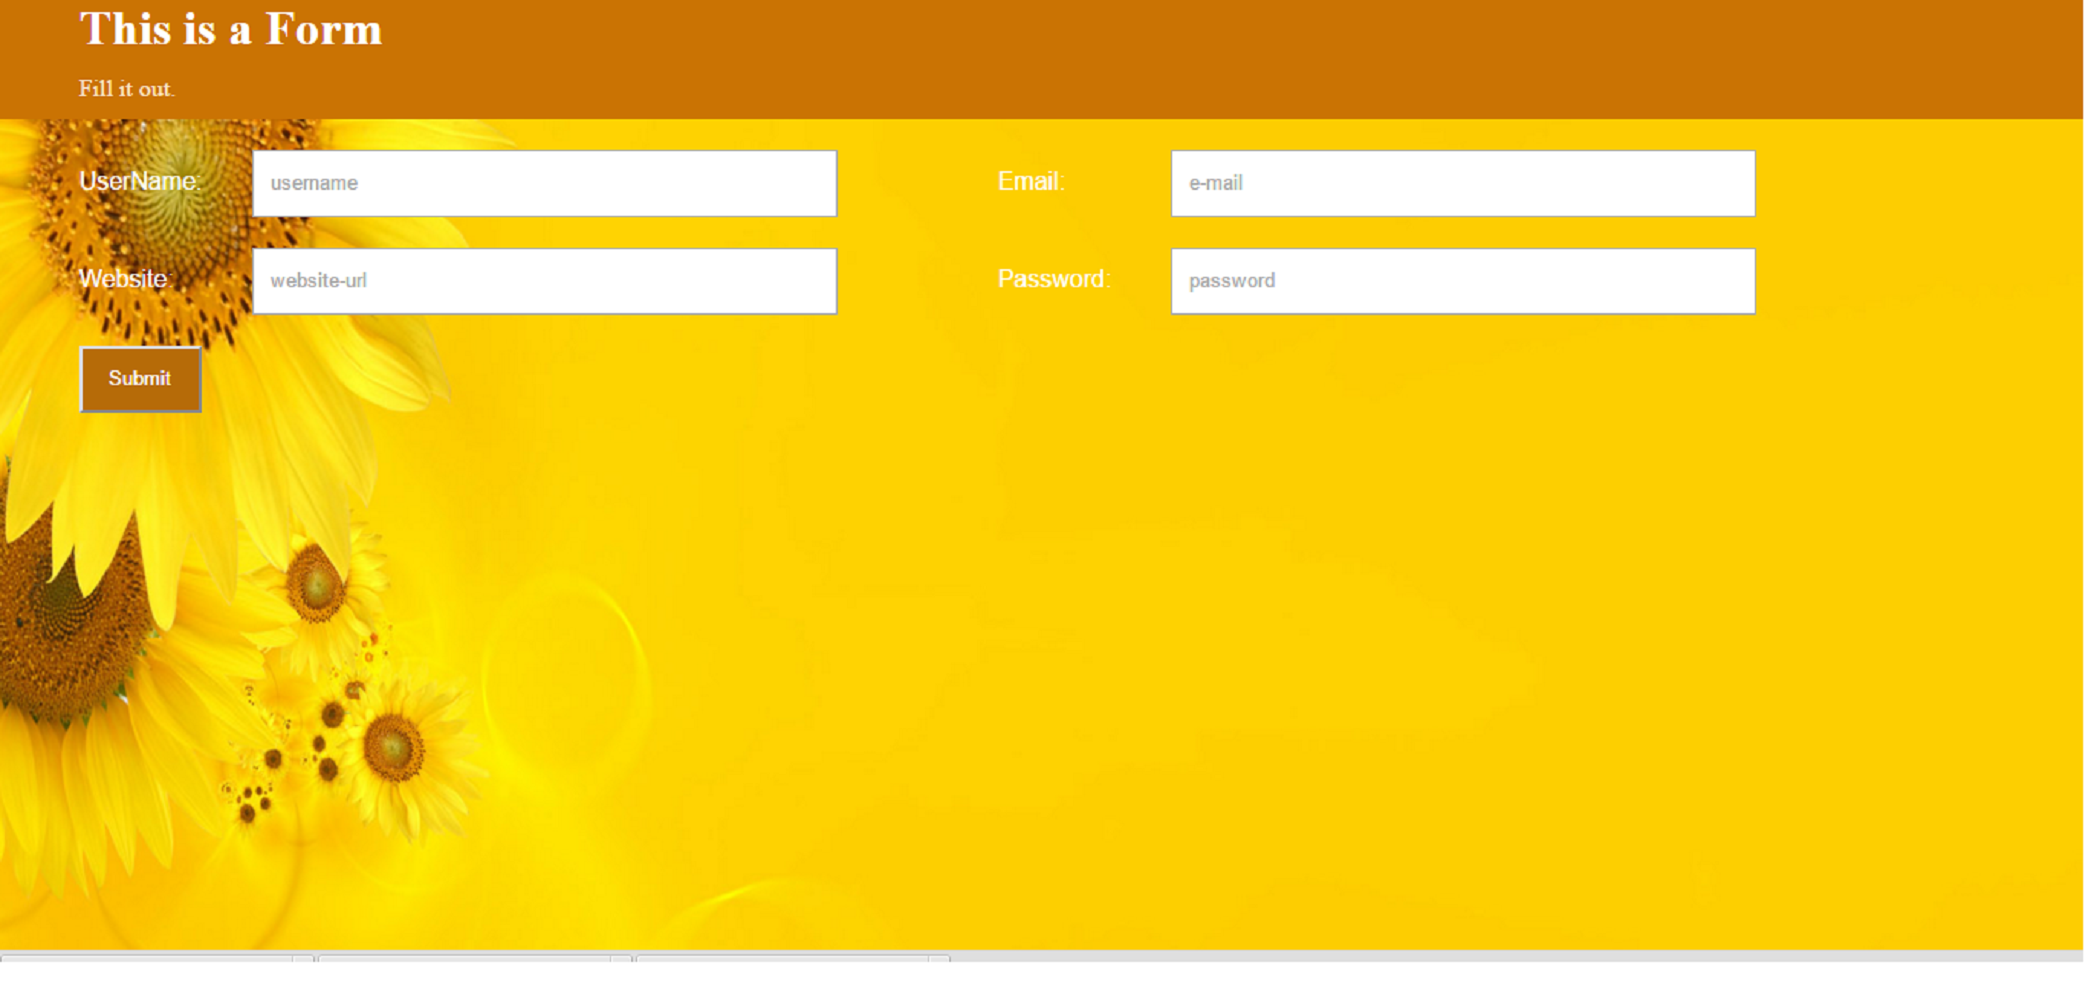 This is a Form
Fill it out.
UserName: username Email: e-mail
Website: website-url Password: password
Submit